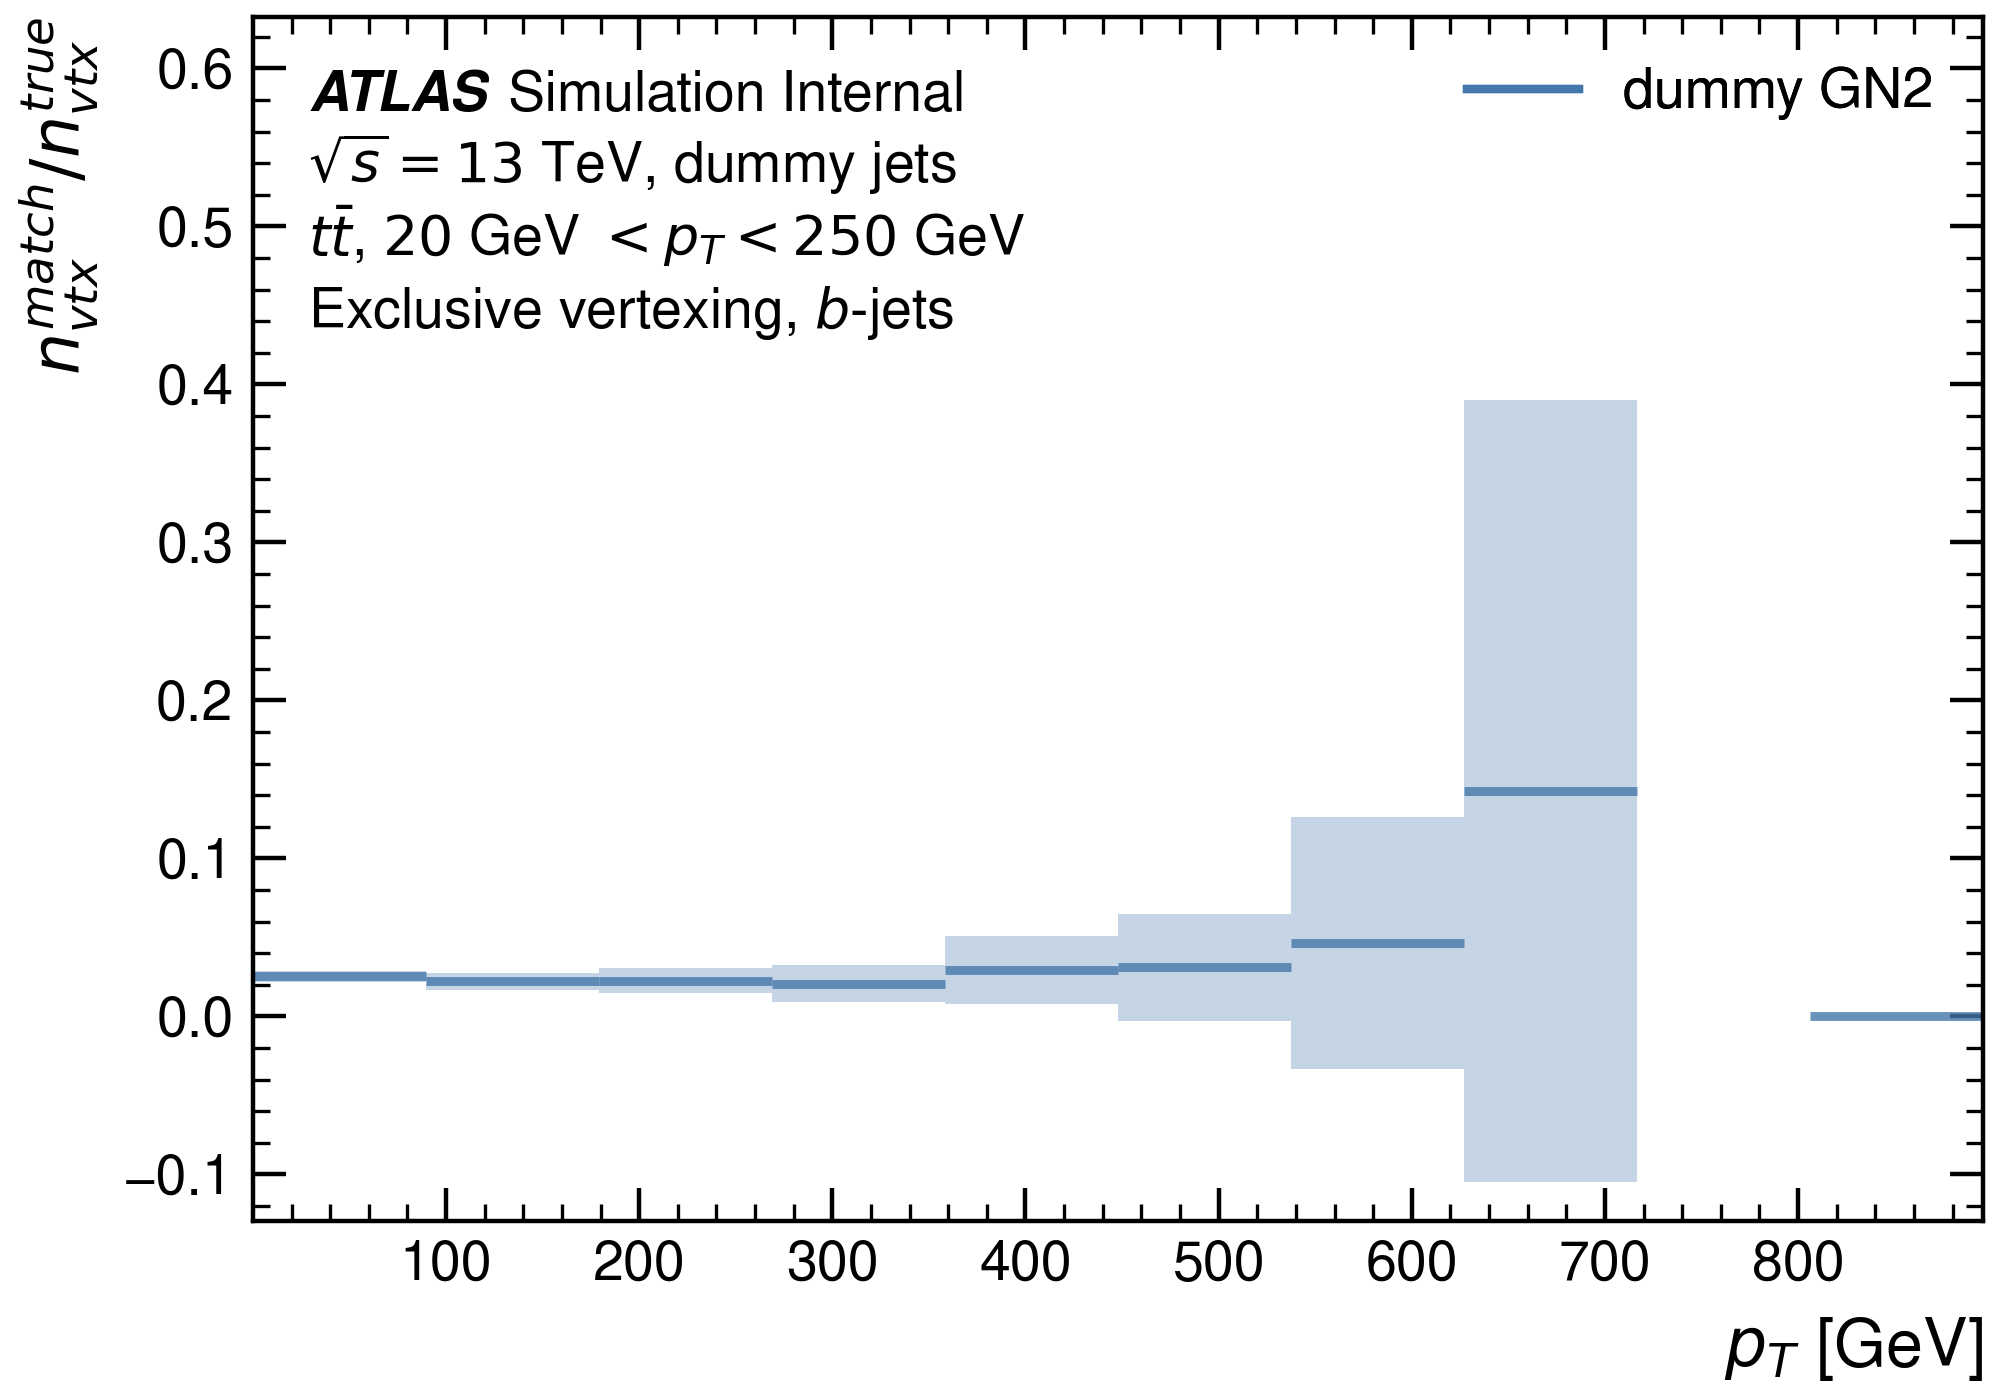 ATLAS Simulation Internal
√s = 13 TeV, dummy jets
tt̄, 20 GeV < p_T < 250 GeV
Exclusive vertexing, b-jets
dummy GN2
n_vtx^match/n_vtx^true
0.6
0.5
0.4
0.3
0.2
0.1
0.0
−0.1
100 200 300 400 500 600 700 800
p_T [GeV]